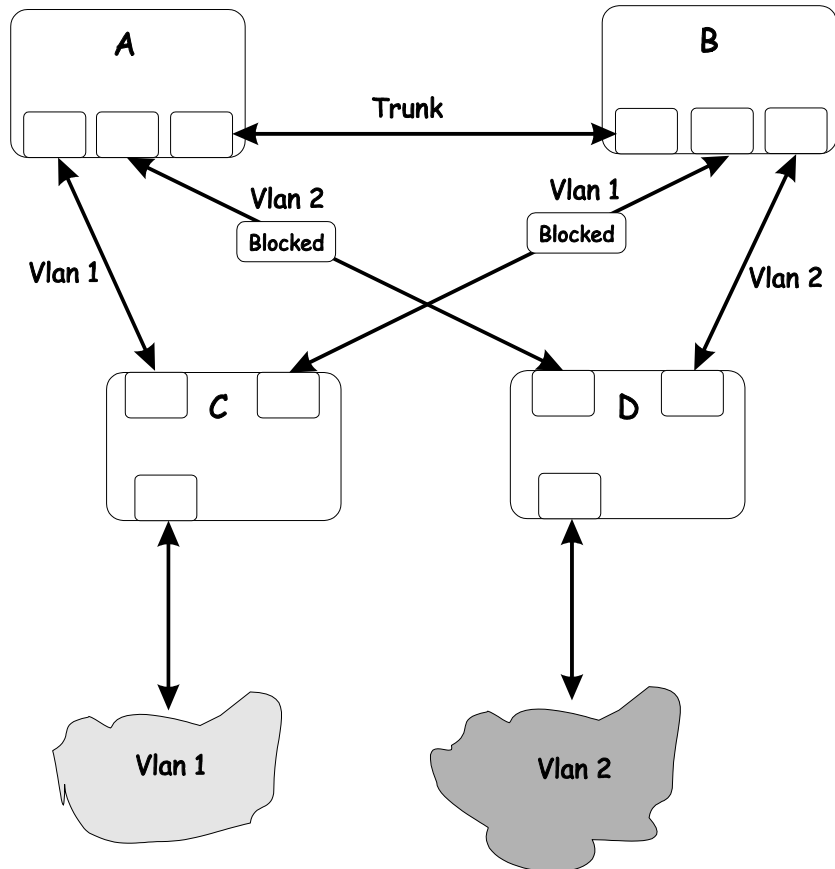 A
B
Trunk
Vlan 2
Vlan 1
Blocked
Blocked
Vlan 1
Vlan 2
C
D
Vlan 1
Vlan 2